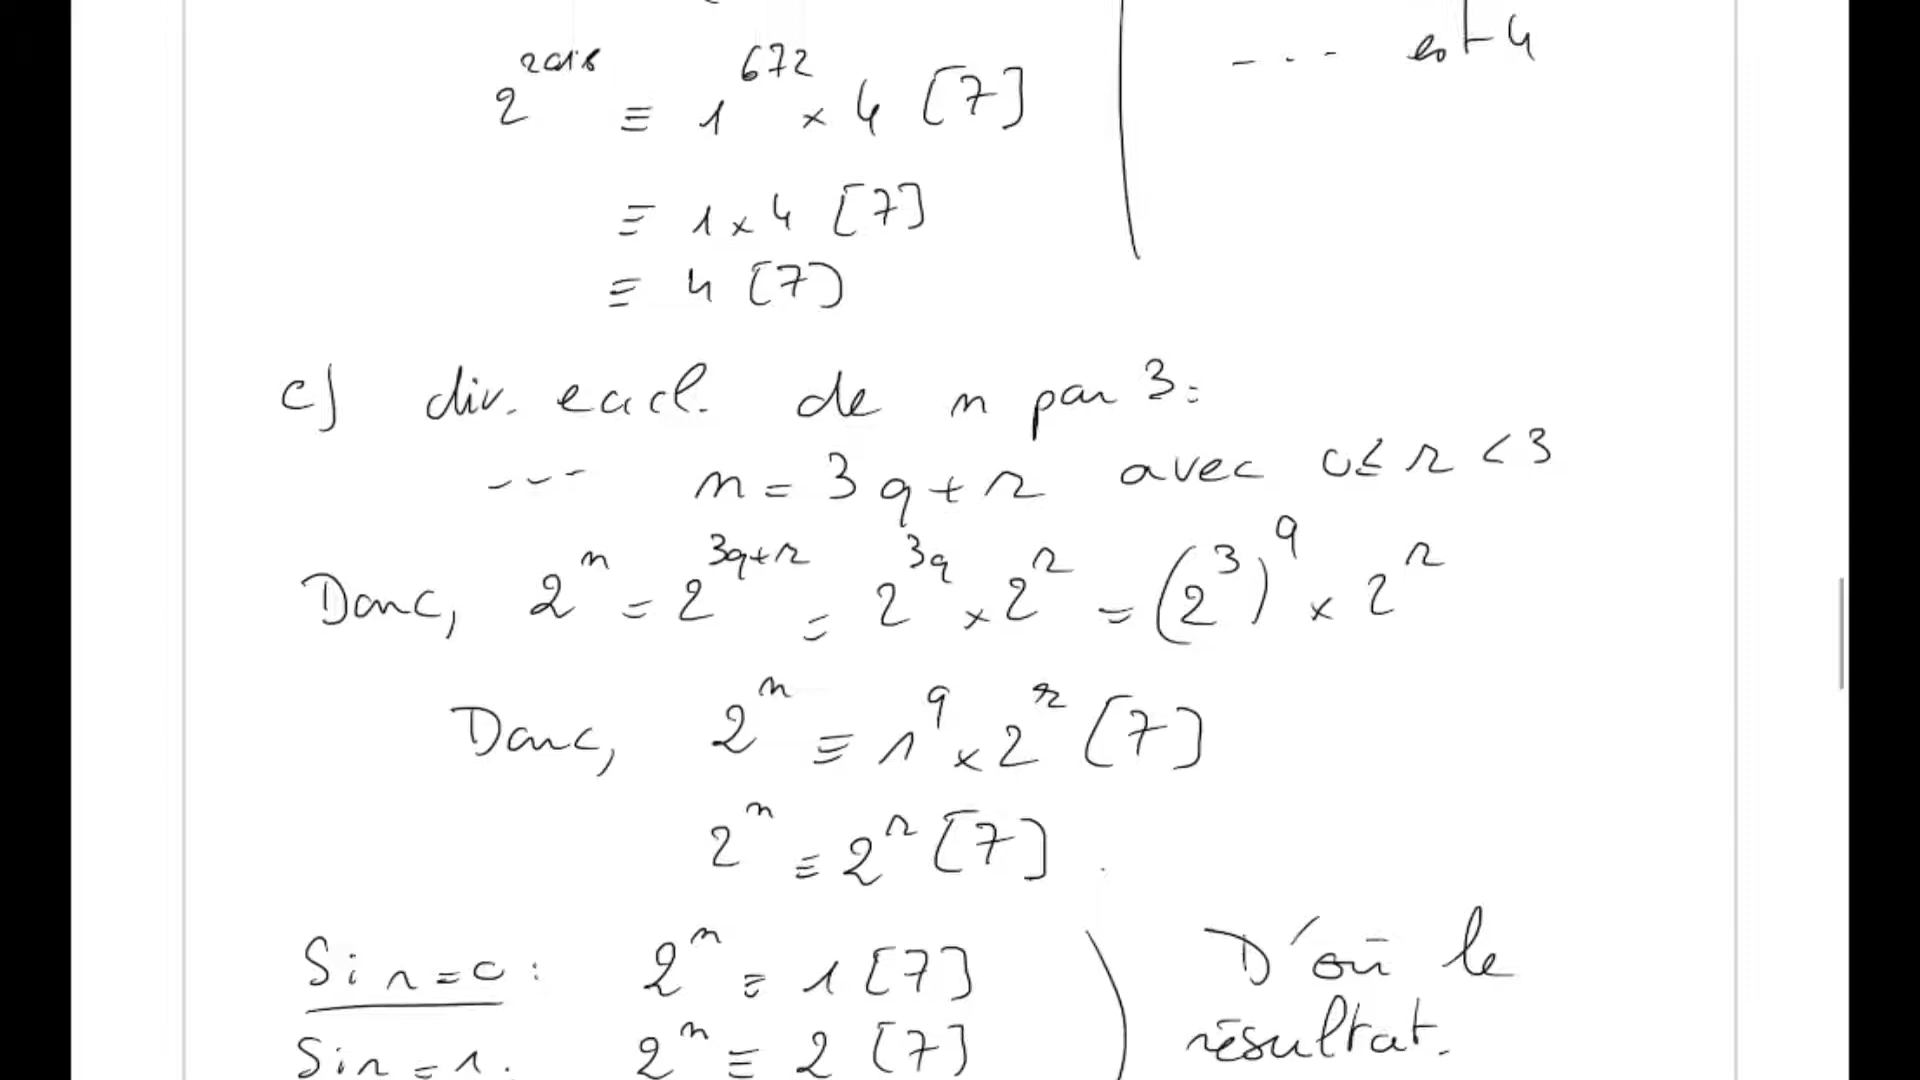 2^2018 ≡ 1^672 × 4 [7]
--- est 4
≡ 1 × 4 [7]
≡ 4 [7]
c) div. eucl. de n par 3 :
--- n = 3q + r avec 0 ≤ r < 3
Donc, 2^n = 2^(3q+r) = 2^(3q) × 2^r = (2^3)^q × 2^r
Donc, 2^n ≡ 1^q × 2^r [7]
2^n ≡ 2^r [7].
Si r = 0 : 2^n ≡ 1 [7]
Si r = 1 : 2^n ≡ 2 [7]
D'où le
résultat.